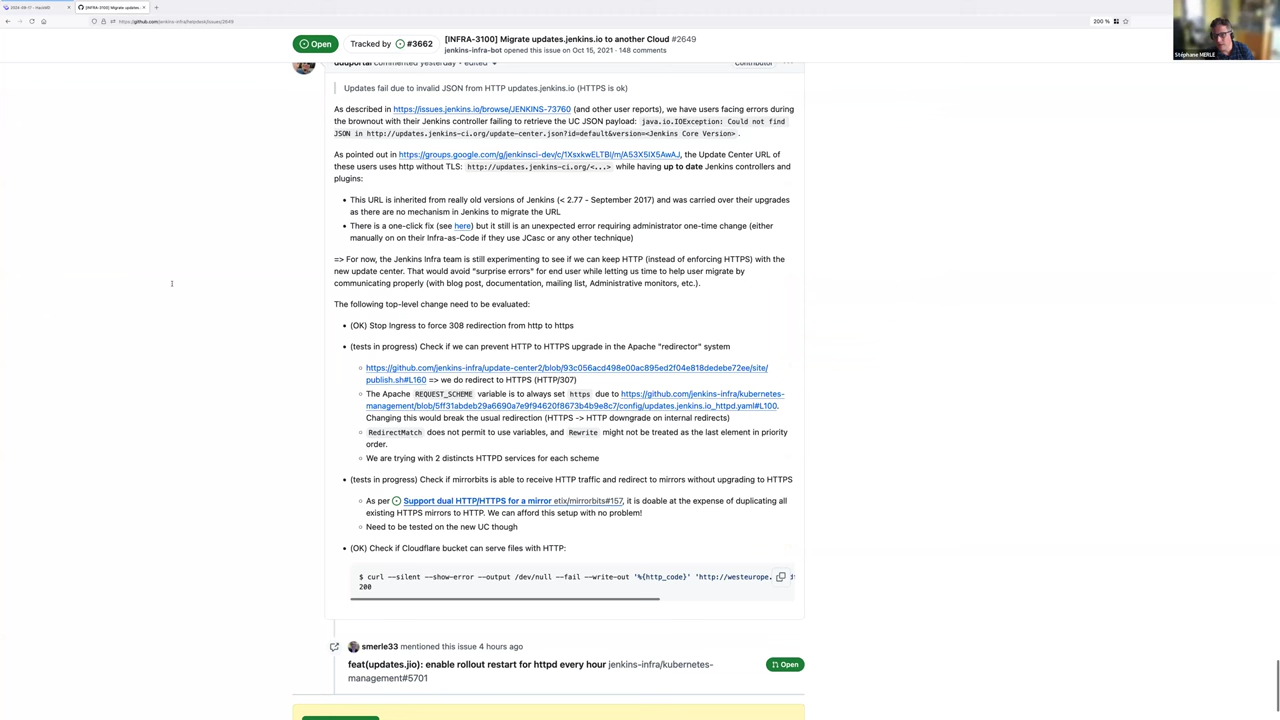 2024-09-17 - HackMD
[INFRA-3100] Migrate updates.
https://github.com/jenkins-infra/helpdesk/issues/2649
200 %
Stéphane MERLE
Open
Tracked by #3662
[INFRA-3100] Migrate updates.jenkins.io to another Cloud #2649
jenkins-infra-bot opened this issue on Oct 15, 2021 · 148 comments
dduportal commented yesterday • edited
Contributor
Updates fail due to invalid JSON from HTTP updates.jenkins.io (HTTPS is ok)
As described in https://issues.jenkins.io/browse/JENKINS-73760 (and other user reports), we have users facing errors during
the brownout with their Jenkins controller failing to retrieve the UC JSON payload: java.io.IOException: Could not find
JSON in http://updates.jenkins-ci.org/update-center.json?id=default&version=<Jenkins Core Version> .
As pointed out in https://groups.google.com/g/jenkinsci-dev/c/1XsxkwELTBI/m/A53X5IX5AwAJ, the Update Center URL of
these users uses http without TLS: http://updates.jenkins-ci.org/<...> while having up to date Jenkins controllers and
plugins:
• This URL is inherited from really old versions of Jenkins (< 2.77 - September 2017) and was carried over their upgrades
as there are no mechanism in Jenkins to migrate the URL
• There is a one-click fix (see here) but it still is an unexpected error requiring administrator one-time change (either
manually on on their Infra-as-Code if they use JCasc or any other technique)
=> For now, the Jenkins Infra team is still experimenting to see if we can keep HTTP (instead of enforcing HTTPS) with the
new update center. That would avoid "surprise errors" for end user while letting us time to help user migrate by
communicating properly (with blog post, documentation, mailing list, Administrative monitors, etc.).
The following top-level change need to be evaluated:
• (OK) Stop Ingress to force 308 redirection from http to https
• (tests in progress) Check if we can prevent HTTP to HTTPS upgrade in the Apache "redirector" system
https://github.com/jenkins-infra/update-center2/blob/93c056acd498e00ac895ed2f04e818dedebe72ee/site/
publish.sh#L160 => we do redirect to HTTPS (HTTP/307)
The Apache REQUEST_SCHEME variable is to always set https due to https://github.com/jenkins-infra/kubernetes-
management/blob/5ff31abdeb29a6690a7e9f94620f8673b4b9e8c7/config/updates.jenkins.io_httpd.yaml#L100.
Changing this would break the usual redirection (HTTPS -> HTTP downgrade on internal redirects)
RedirectMatch does not permit to use variables, and Rewrite might not be treated as the last element in priority
order.
We are trying with 2 distincts HTTPD services for each scheme
• (tests in progress) Check if mirrorbits is able to receive HTTP traffic and redirect to mirrors without upgrading to HTTPS
As per Support dual HTTP/HTTPS for a mirror etix/mirrorbits#157, it is doable at the expense of duplicating all
existing HTTPS mirrors to HTTP. We can afford this setup with no problem!
Need to be tested on the new UC though
• (OK) Check if Cloudflare bucket can serve files with HTTP:
$ curl --silent --show-error --output /dev/null --fail --write-out '%{http_code}' 'http://westeurope.
200
smerle33 mentioned this issue 4 hours ago
feat(updates.jio): enable rollout restart for httpd every hour jenkins-infra/kubernetes-
management#5701
Open